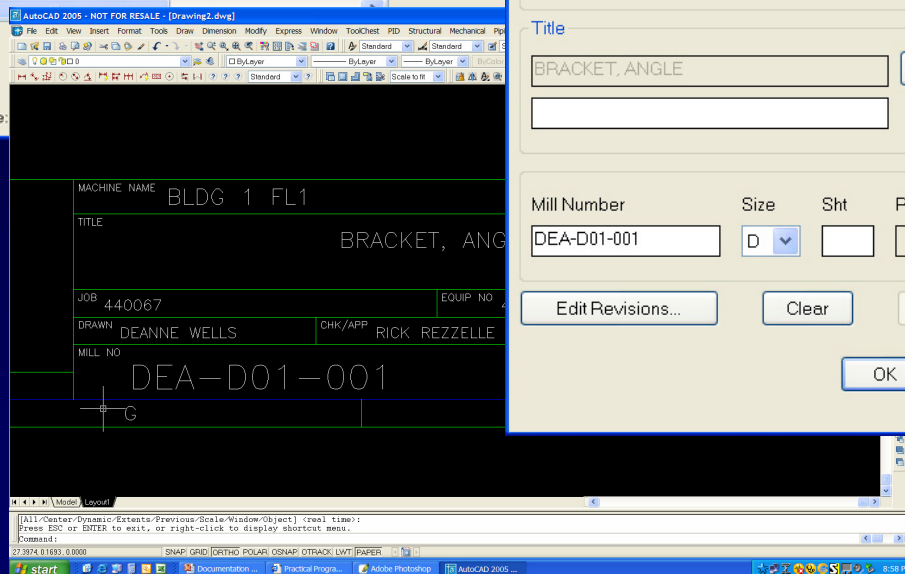 AutoCAD 2005 - NOT FOR RESALE - [Drawing2.dwg]
File Edit View Insert Format Tools Draw Dimension Modify Express Window ToolChest PID Structural Mechanical
Standard Standard
0 ByLayer ByLayer ByLayer ByColor
Standard Scale to fit
MACHINE NAME BLDG 1 FL1
TITLE
BRACKET, ANG
JOB 440067 EQUIP NO
DRAWN DEANNE WELLS CHK/APP RICK REZZELLE
MILL NO
DEA-D01-001
G
Model Layout1
[All/Center/Dynamic/Extents/Previous/Scale/Window/Object] <real time>:
Press ESC or ENTER to exit, or right-click to display shortcut menu.
Command:
27.3974, 0.1693, 0.0000 SNAP GRID ORTHO POLAR OSNAP OTRACK LWT PAPER
start Documentation ... Practical Progra... Adobe Photoshop AutoCAD 2005 ... 8:58 P
Title
BRACKET, ANGLE
Mill Number Size Sht
DEA-D01-001 D
Edit Revisions... Clear
OK